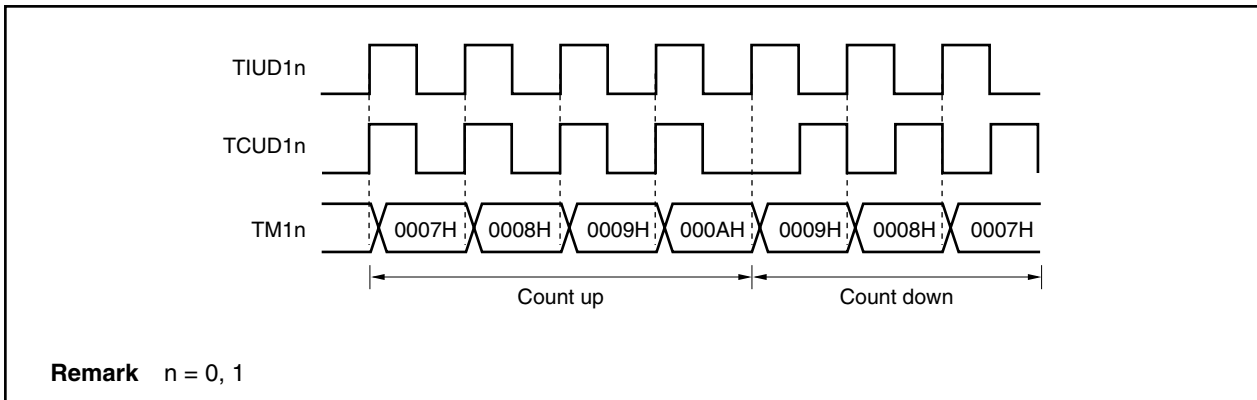 TIUD1n
TCUD1n
TM1n 0007H 0008H 0009H 000AH 0009H 0008H 0007H
Count up Count down
Remark n = 0, 1